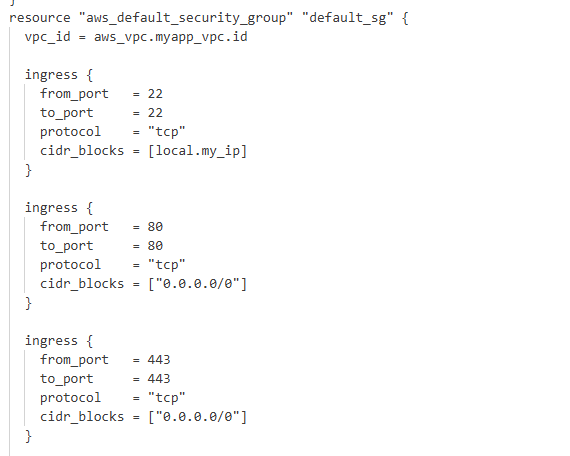 }
resource "aws_default_security_group" "default_sg" {
  vpc_id = aws_vpc.myapp_vpc.id

  ingress {
    from_port   = 22
    to_port     = 22
    protocol    = "tcp"
    cidr_blocks = [local.my_ip]
  }

  ingress {
    from_port   = 80
    to_port     = 80
    protocol    = "tcp"
    cidr_blocks = ["0.0.0.0/0"]
  }

  ingress {
    from_port   = 443
    to_port     = 443
    protocol    = "tcp"
    cidr_blocks = ["0.0.0.0/0"]
  }